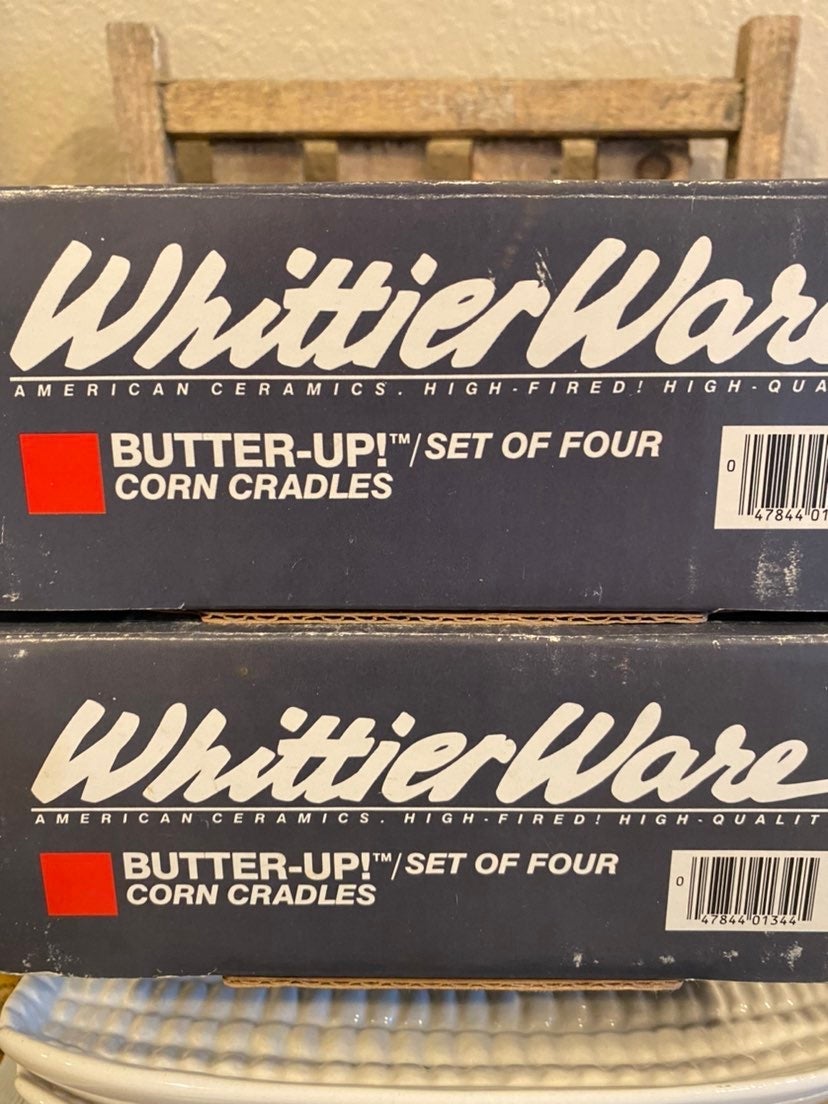 WhittierWare
AMERICAN CERAMICS. HIGH-FIRED! HIGH-QUA
BUTTER-UP!™/SET OF FOUR
CORN CRADLES
0 47844 01
WhittierWare
AMERICAN CERAMICS. HIGH-FIRED! HIGH-QUALIT
BUTTER-UP!™/SET OF FOUR
CORN CRADLES
0 47844 01344